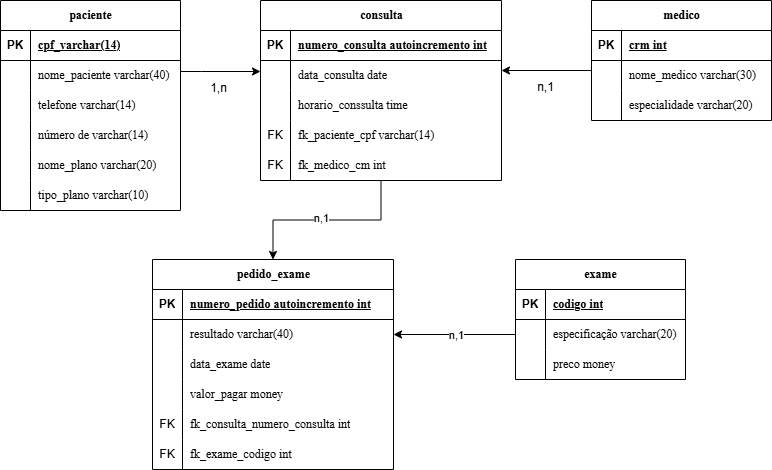 paciente
PK cpf_varchar(14)
nome_paciente varchar(40)
telefone varchar(14)
número de varchar(14)
nome_plano varchar(20)
tipo_plano varchar(10)
1,n
consulta
PK numero_consulta autoincremento int
data_consulta date
horario_conssulta time
FK fk_paciente_cpf varchar(14)
FK fk_medico_cm int
n,1
medico
PK crm int
nome_medico varchar(30)
especialidade varchar(20)
n,1
pedido_exame
PK numero_pedido autoincremento int
resultado varchar(40)
data_exame date
valor_pagar money
FK fk_consulta_numero_consulta int
FK fk_exame_codigo int
n,1
exame
PK codigo int
especificação varchar(20)
preco money